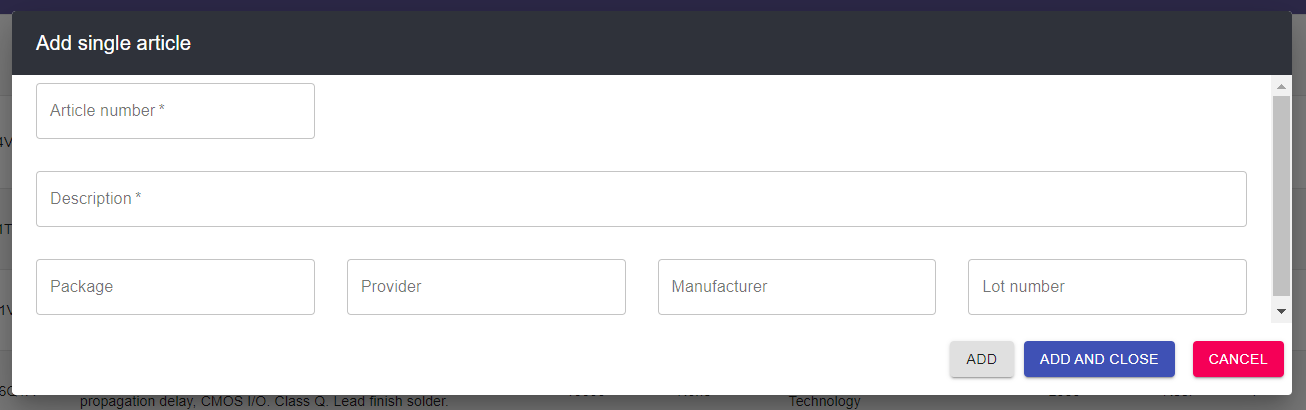 Add single article
Article number *
Description *
Package Provider Manufacturer Lot number
ADD ADD AND CLOSE CANCEL
propagation delay, CMOS I/O. Class Q. Lead finish solder.
Technology